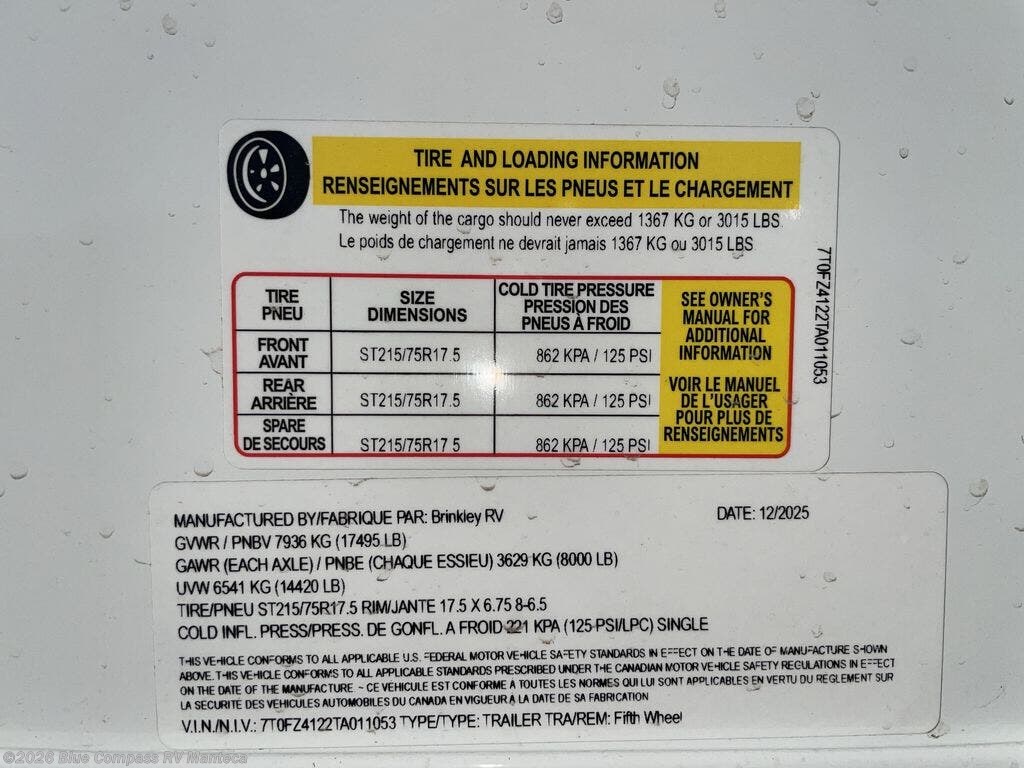 TIRE AND LOADING INFORMATION
RENSEIGNEMENTS SUR LES PNEUS ET LE CHARGEMENT
The weight of the cargo should never exceed 1367 KG or 3015 LBS
Le poids de chargement ne devrait jamais 1367 KG ou 3015 LBS
TIRE PNEU SIZE DIMENSIONS COLD TIRE PRESSURE PRESSION DES PNEUS À FROID
FRONT AVANT ST215/75R17.5 862 KPA / 125 PSI
REAR ARRIÈRE ST215/75R17.5 862 KPA / 125 PSI
SPARE DE SECOURS ST215/75R17.5 862 KPA / 125 PSI
SEE OWNER'S
MANUAL FOR
ADDITIONAL
INFORMATION
VOIR LE MANUEL
DE L'USAGER
POUR PLUS DE
RENSEIGNEMENTS
7T0FZ4122TA011053
MANUFACTURED BY/FABRIQUE PAR: Brinkley RV DATE: 12/2025
GVWR / PNBV 7936 KG (17495 LB)
GAWR (EACH AXLE) / PNBE (CHAQUE ESSIEU) 3629 KG (8000 LB)
UVW 6541 KG (14420 LB)
TIRE/PNEU ST215/75R17.5 RIM/JANTE 17.5 X 6.75 8-6.5
COLD INFL. PRESS/PRESS. DE GONFL. A FROID 221 KPA (125 PSI/LPC) SINGLE
THIS VEHICLE CONFORMS TO ALL APPLICABLE U.S. FEDERAL MOTOR VEHICLE SAFETY STANDARDS IN EFFECT ON THE DATE OF MANUFACTURE SHOWN
ABOVE. THIS VEHICLE CONFORMS TO ALL APPLICABLE STANDARDS PRESCRIBED UNDER THE CANADIAN MOTOR VEHICLE SAFETY REGULATIONS IN EFFECT
ON THE DATE OF THE MANUFACTURE - CE VEHICULE EST CONFORME A TOUTES LES NORMES QUI LUI SONT APPLICABLES EN VERTU DU REGLEMENT SUR
LA SECURITE DES VEHICULES AUTOMOBILES DU CANADA EN VIGUEUR A LA DATE DE SA FABRICATION
V.I.N./N.I.V.: 7T0FZ4122TA011053 TYPE/TYPE: TRAILER TRA/REM: Fifth Wheel
©2026 Blue Compass RV Manteca